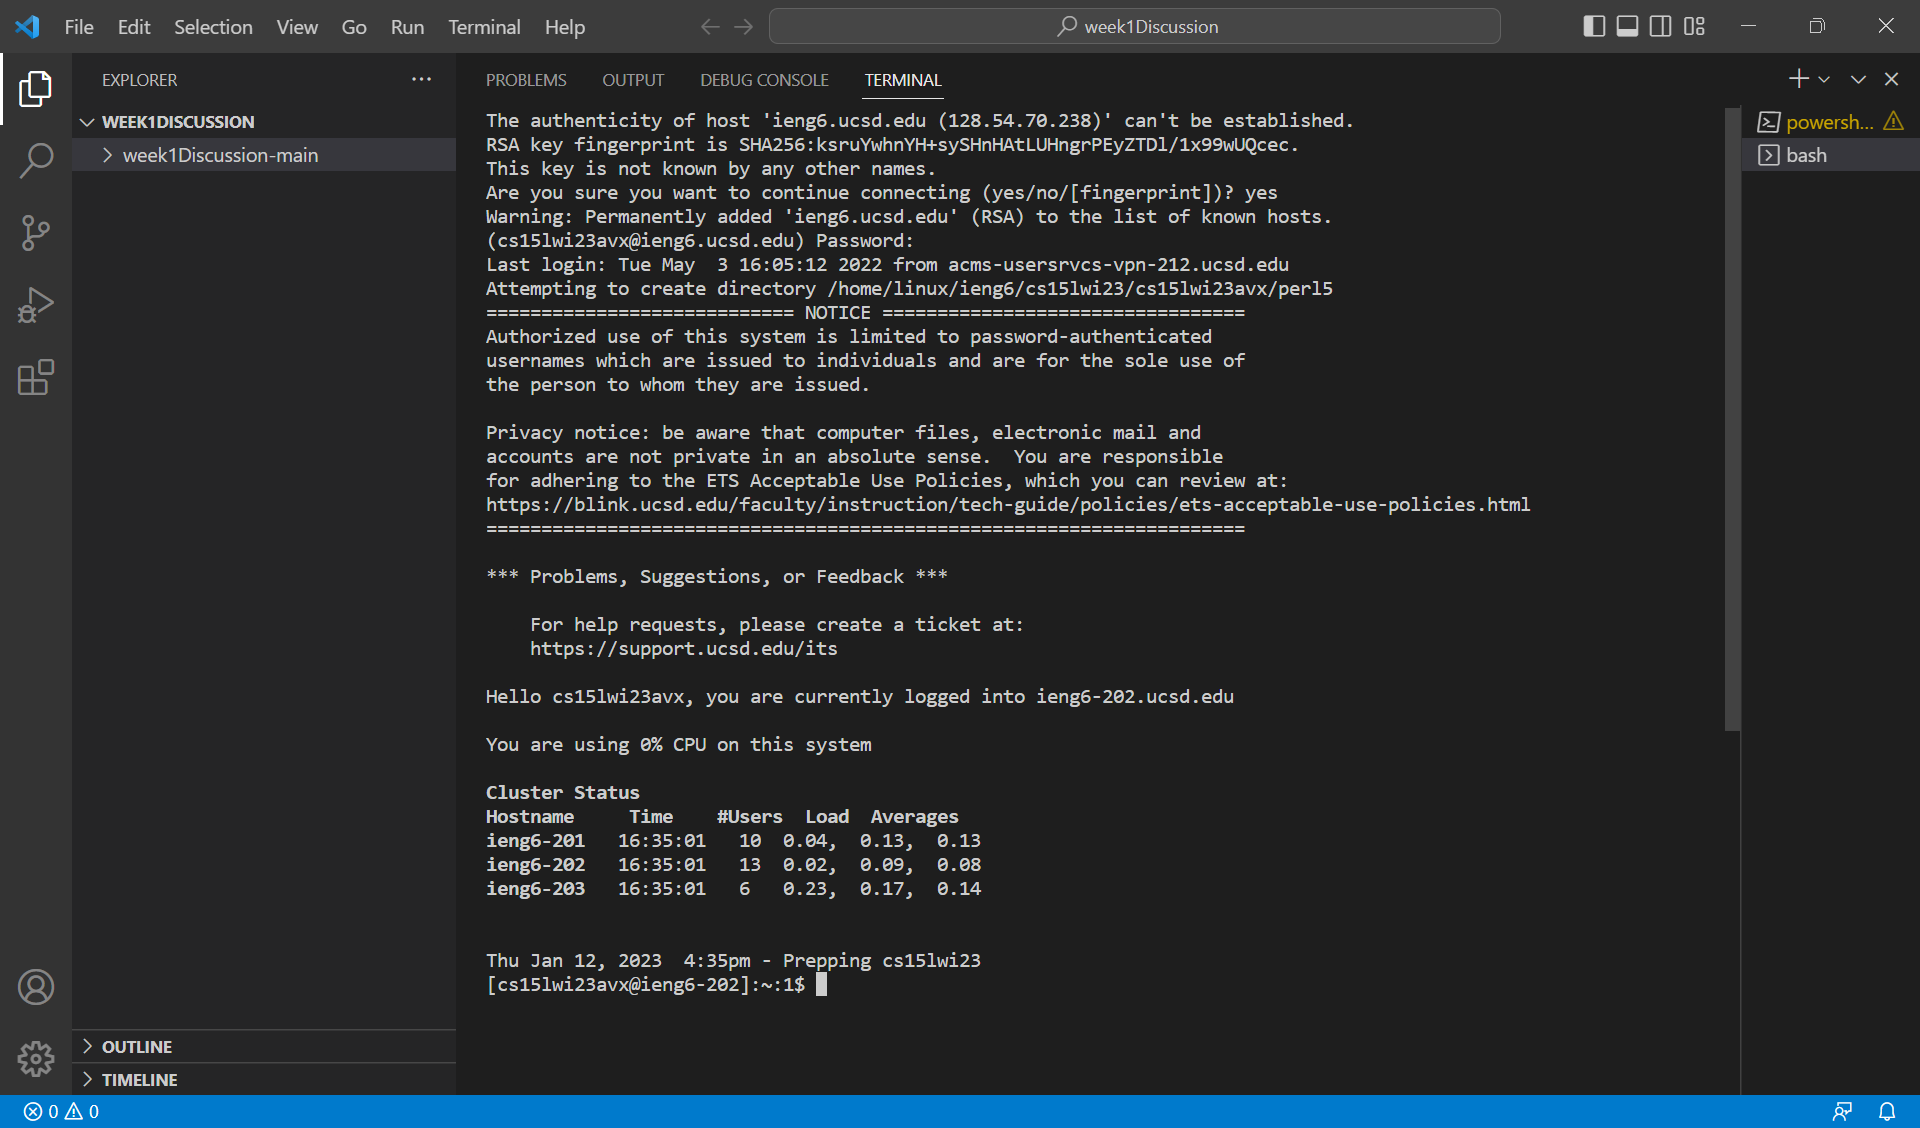 File Edit Selection View Go Run Terminal Help
week1Discussion
EXPLORER
WEEK1DISCUSSION
week1Discussion-main
OUTLINE
TIMELINE
PROBLEMS OUTPUT DEBUG CONSOLE TERMINAL
The authenticity of host 'ieng6.ucsd.edu (128.54.70.238)' can't be established.
RSA key fingerprint is SHA256:ksruYwhnYH+sySHnHAtLUHngrPEyZTDl/1x99wUQcec.
This key is not known by any other names.
Are you sure you want to continue connecting (yes/no/[fingerprint])? yes
Warning: Permanently added 'ieng6.ucsd.edu' (RSA) to the list of known hosts.
(cs15lwi23avx@ieng6.ucsd.edu) Password:
Last login: Tue May  3 16:05:12 2022 from acms-usersrvcs-vpn-212.ucsd.edu
Attempting to create directory /home/linux/ieng6/cs15lwi23/cs15lwi23avx/perl5
============================ NOTICE =================================
Authorized use of this system is limited to password-authenticated
usernames which are issued to individuals and are for the sole use of
the person to whom they are issued.
Privacy notice: be aware that computer files, electronic mail and
accounts are not private in an absolute sense.  You are responsible
for adhering to the ETS Acceptable Use Policies, which you can review at:
https://blink.ucsd.edu/faculty/instruction/tech-guide/policies/ets-acceptable-use-policies.html
=====================================================================
*** Problems, Suggestions, or Feedback ***
For help requests, please create a ticket at:
https://support.ucsd.edu/its
Hello cs15lwi23avx, you are currently logged into ieng6-202.ucsd.edu
You are using 0% CPU on this system
Cluster Status
Hostname     Time    #Users  Load  Averages
ieng6-201   16:35:01   10  0.04,  0.13,  0.13
ieng6-202   16:35:01   13  0.02,  0.09,  0.08
ieng6-203   16:35:01   6   0.23,  0.17,  0.14
Thu Jan 12, 2023  4:35pm - Prepping cs15lwi23
[cs15lwi23avx@ieng6-202]:~:1$
powersh...
bash
0 0